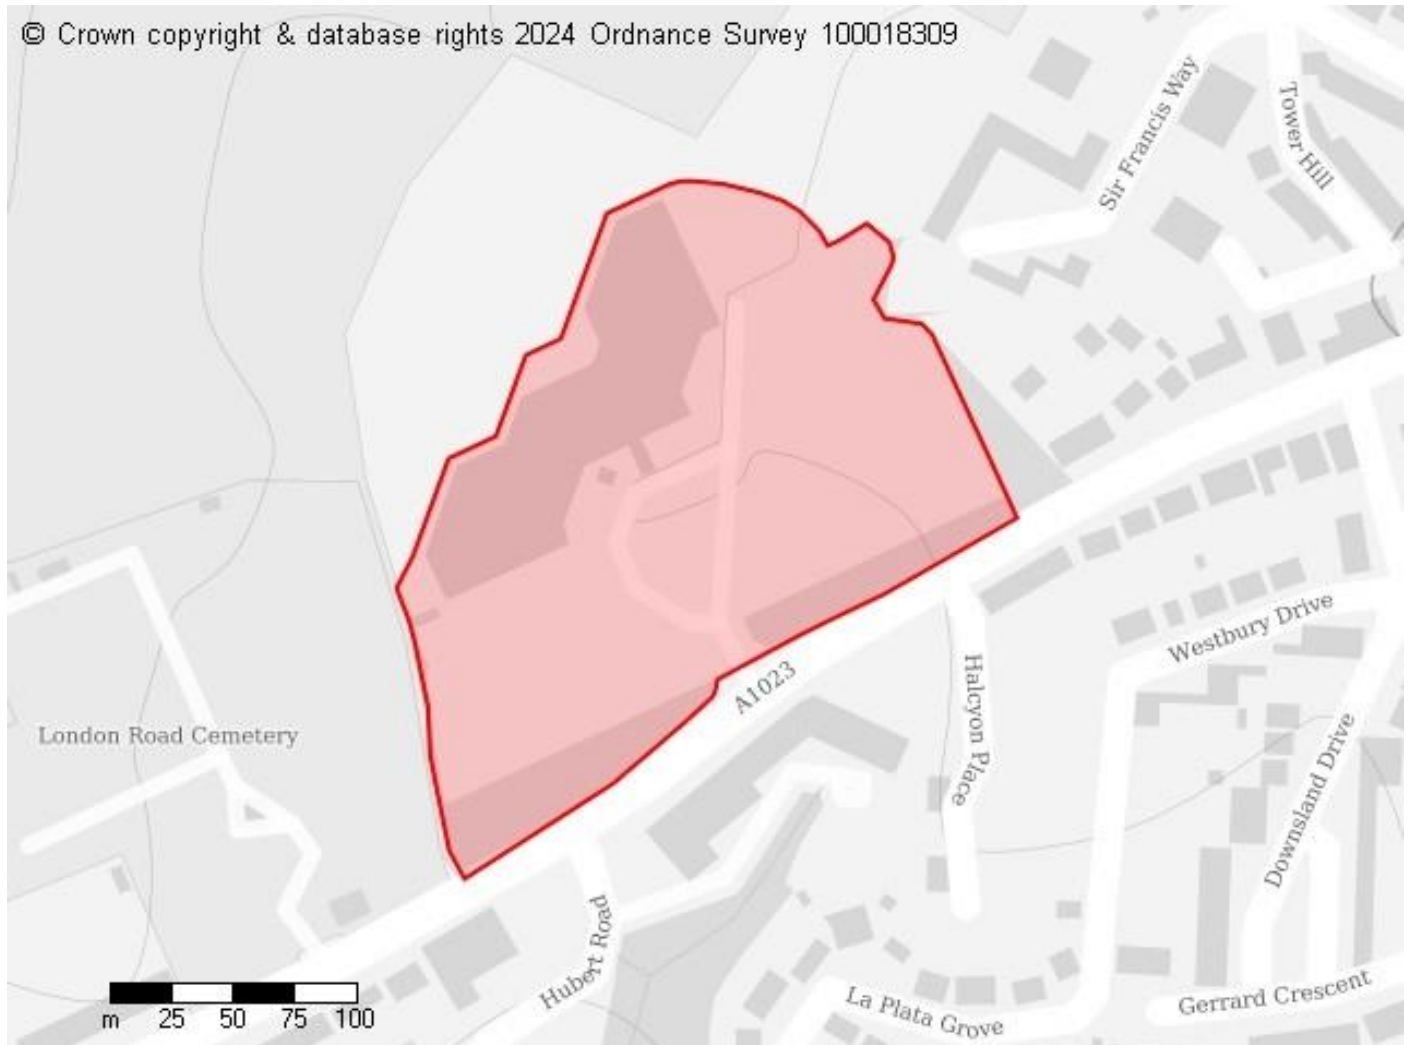 © Crown copyright & database rights 2024 Ordnance Survey 100018309
Sir Francis Way
Tower Hill
Westbury Drive
A1023
Halcyon Place
London Road Cemetery
Downsland Drive
Hubert Road
La Plata Grove
Gerrard Crescent
m 25 50 75 100